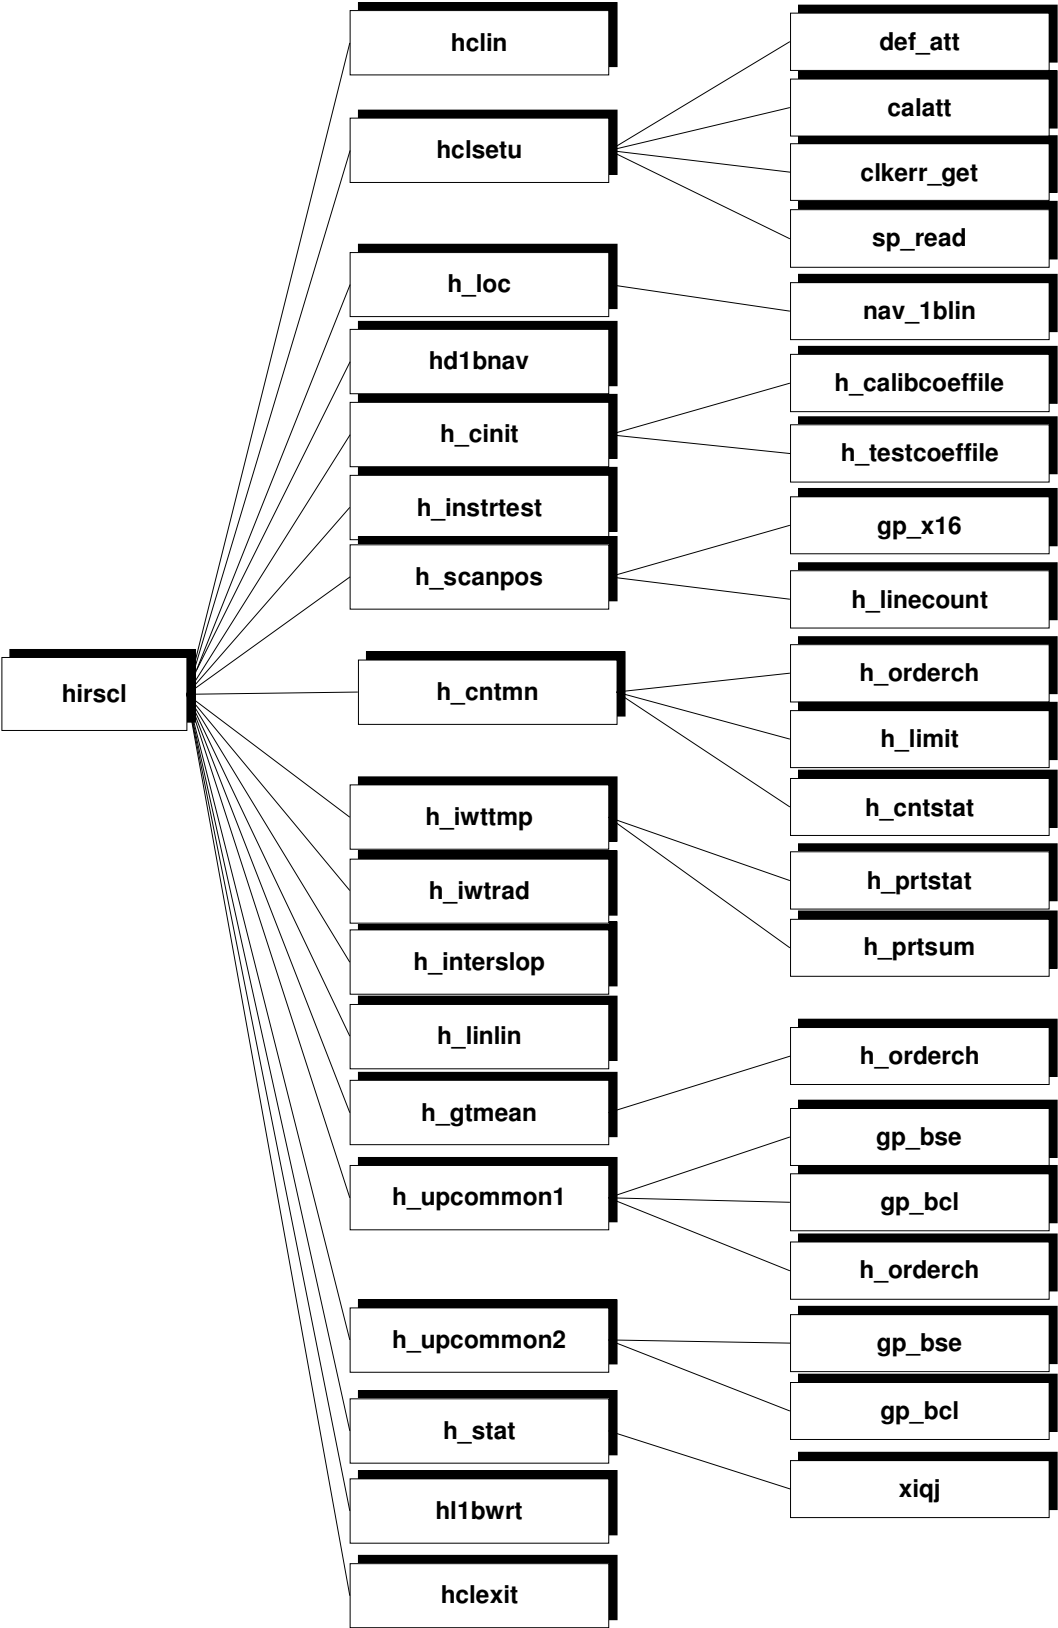 hirscl
hclin
hclsetu
h_loc
hd1bnav
h_cinit
h_instrtest
h_scanpos
h_cntmn
h_iwttmp
h_iwtrad
h_interslop
h_linlin
h_gtmean
h_upcommon1
h_upcommon2
h_stat
hl1bwrt
hclexit
def_att
calatt
clkerr_get
sp_read
nav_1blin
h_calibcoeffile
h_testcoeffile
gp_x16
h_linecount
h_orderch
h_limit
h_cntstat
h_prtstat
h_prtsum
h_orderch
gp_bse
gp_bcl
h_orderch
gp_bse
gp_bcl
xiqj